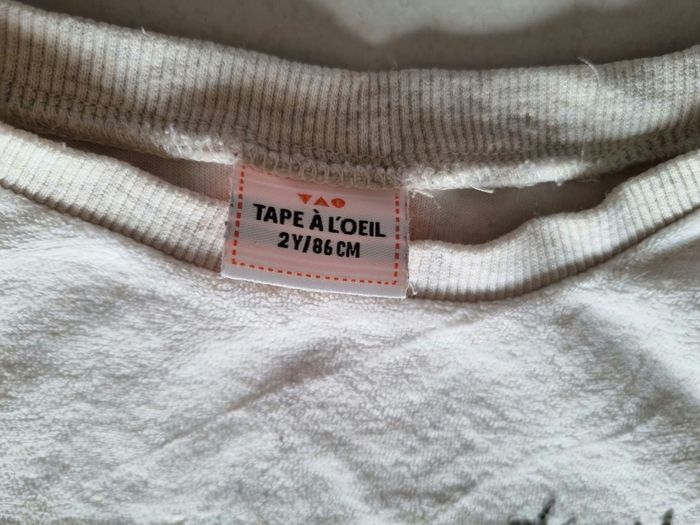 TAO
TAPE À L'OEIL
2Y/86 CM